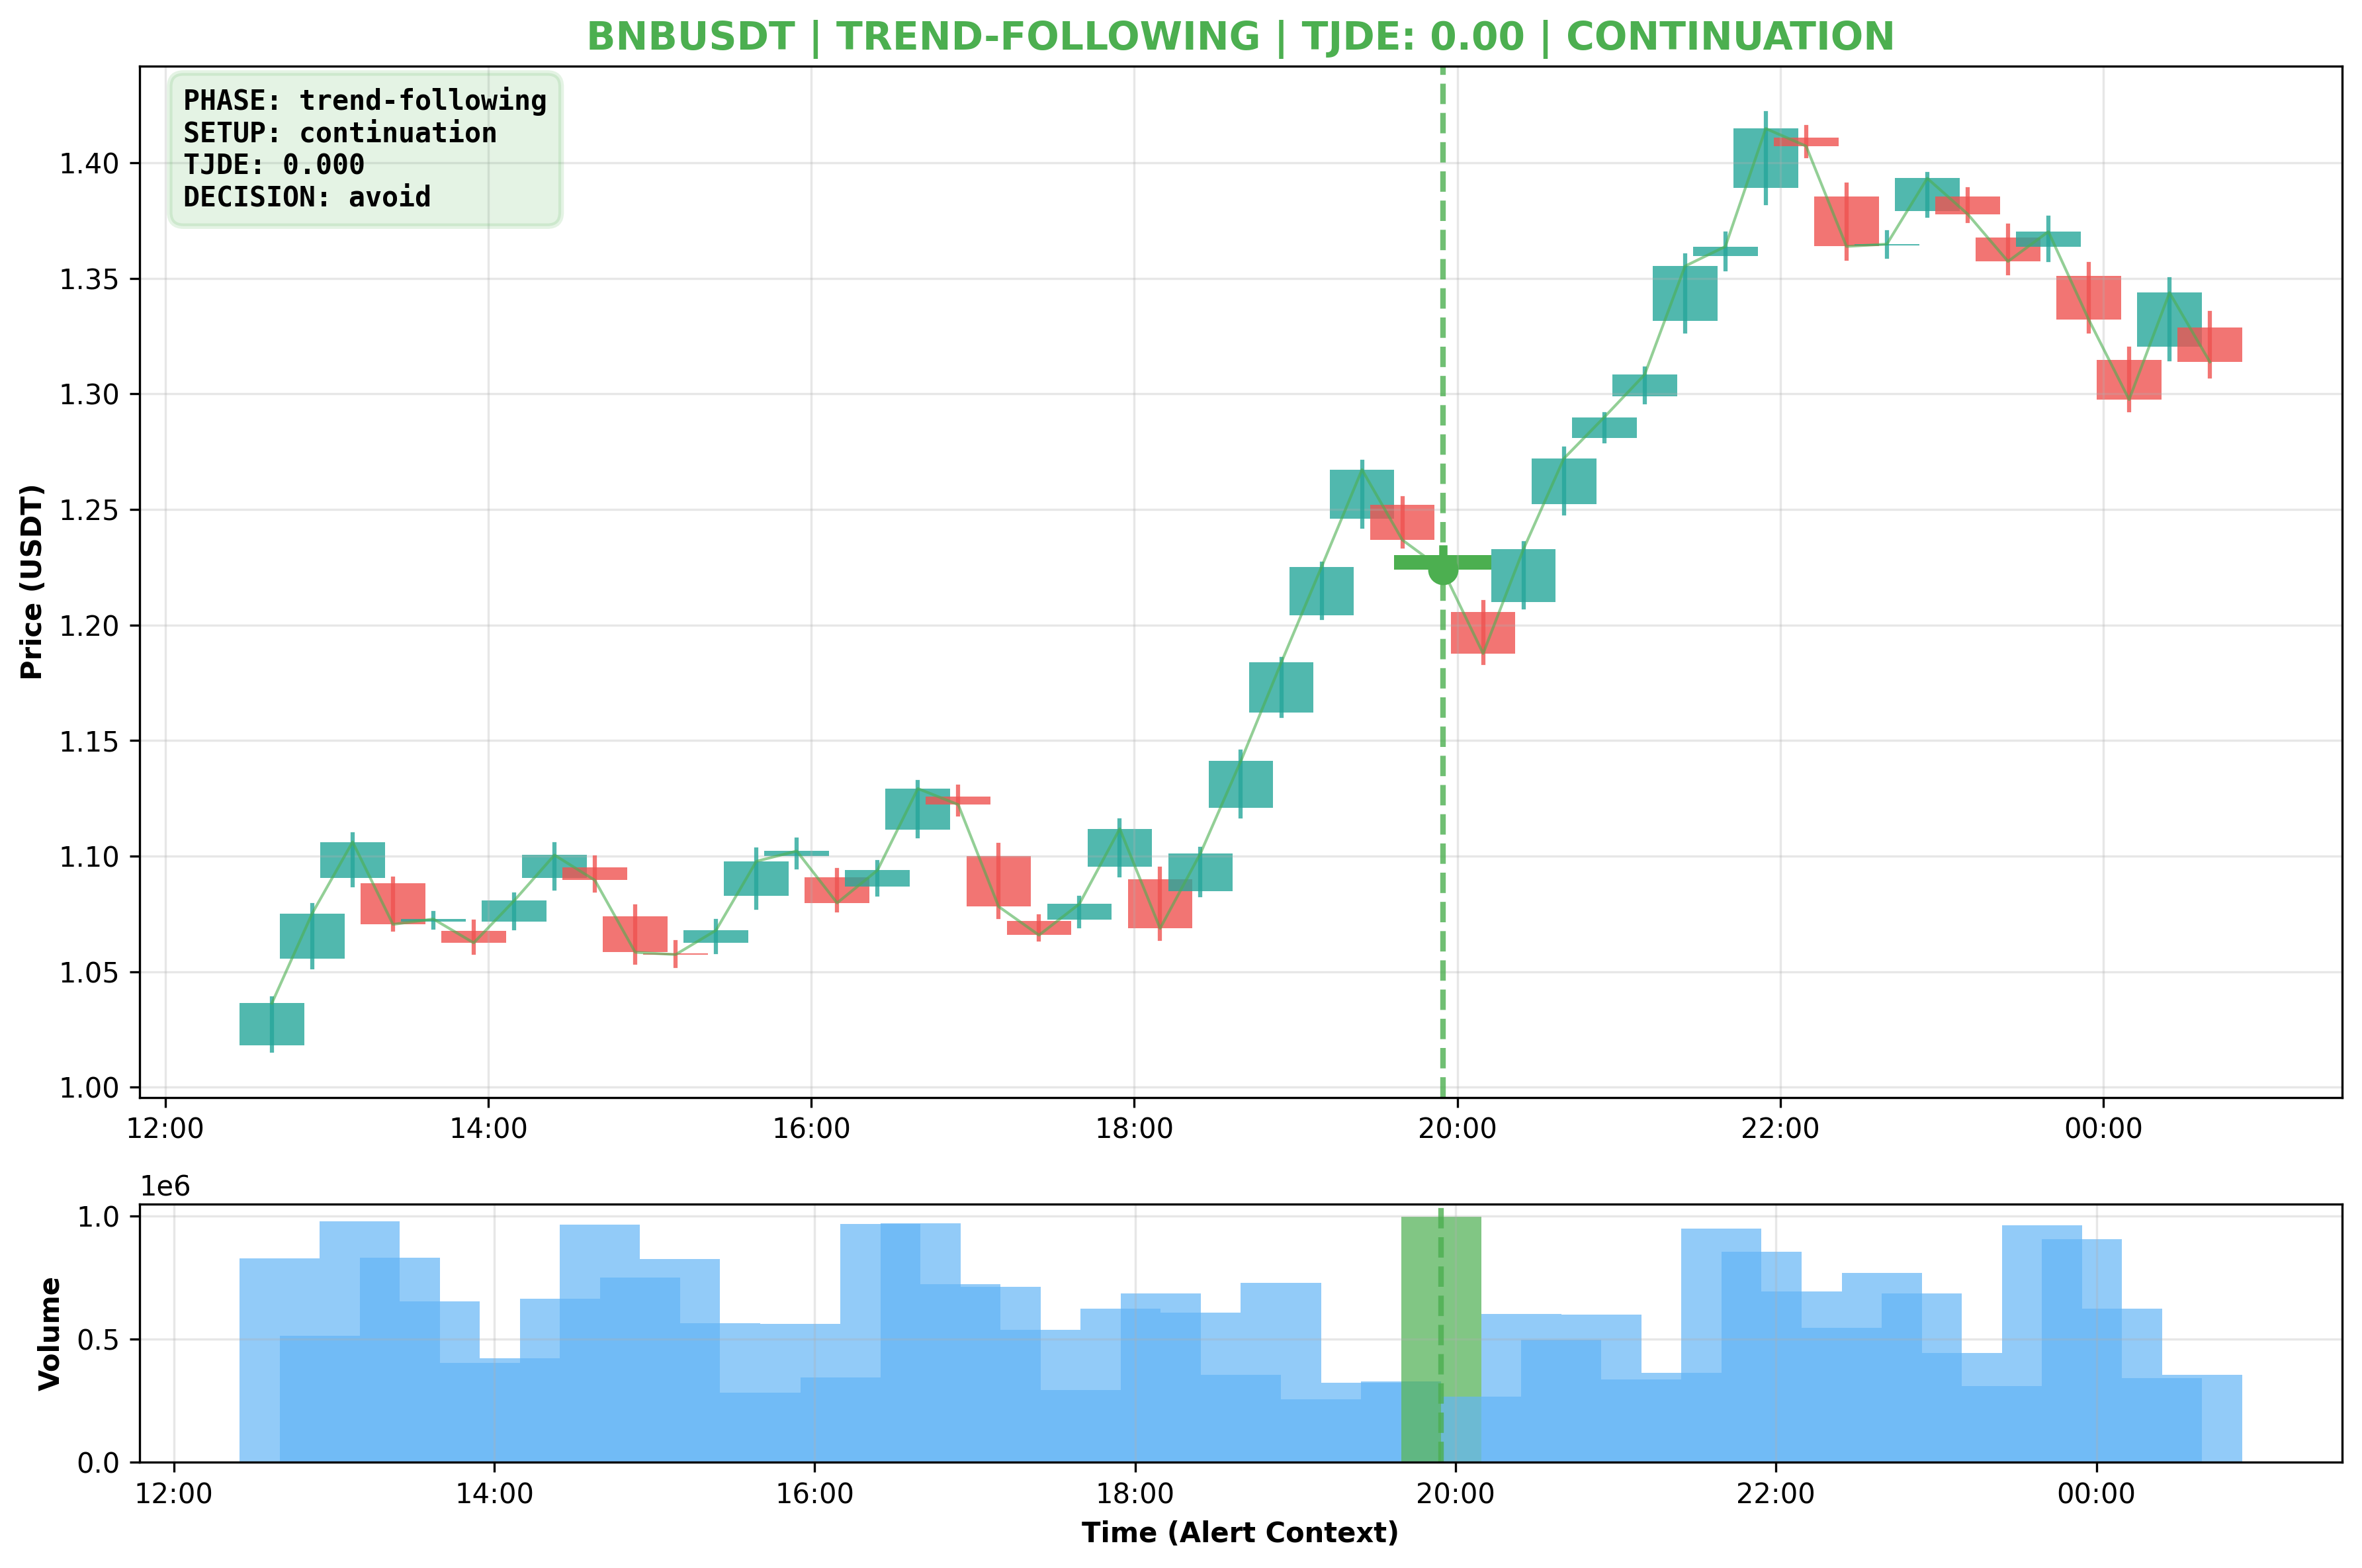 BNBUSDT | TREND-FOLLOWING | TJDE: 0.00 | CONTINUATION
PHASE: trend-following
SETUP: continuation
TJDE: 0.000
DECISION: avoid
Price (USDT)
1.40
1.35
1.30
1.25
1.20
1.15
1.10
1.05
1.00
12:00 14:00 16:00 18:00 20:00 22:00 00:00
1e6
Volume
1.0
0.5
0.0
12:00 14:00 16:00 18:00 20:00 22:00 00:00
Time (Alert Context)